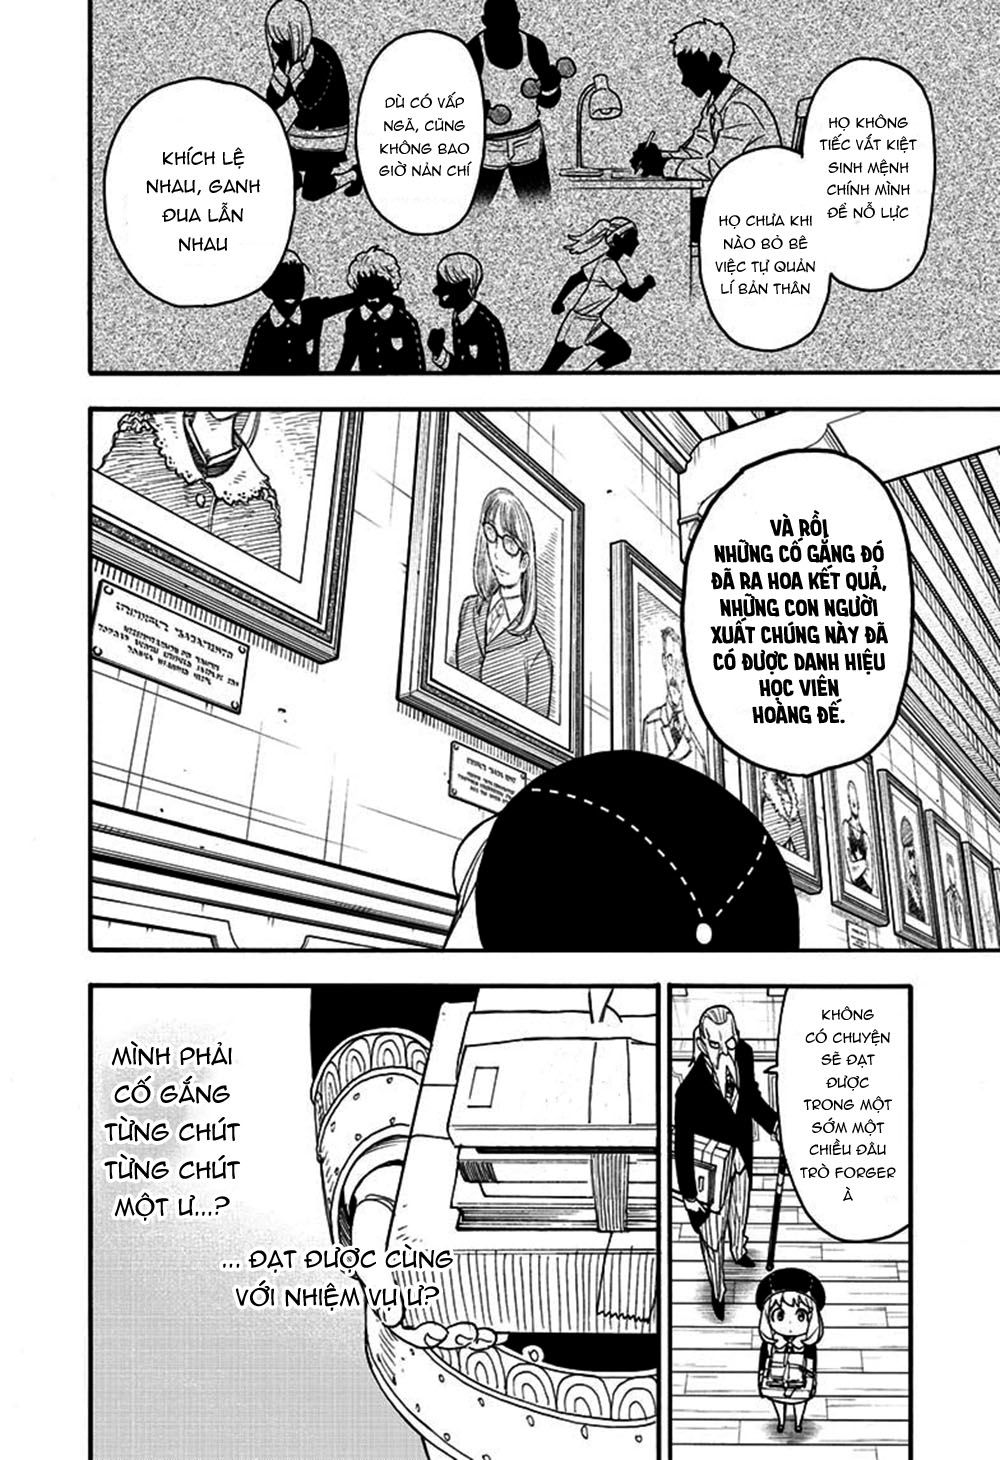 HỌ KHÔNG
TIẾC VẮT KIỆT
SINH MỆNH
CHÍNH MÌNH
ĐỂ NỖ LỰC
HỌ CHƯA KHI
NÀO BỎ BÊ
VIỆC TỰ QUẢN
LÍ BẢN THÂN
DÙ CÓ VẤP
NGÃ, CŨNG
KHÔNG BAO
GIỜ NẢN CHÍ
KHÍCH LỆ
NHAU, GANH
ĐUA LẪN
NHAU
VÀ RỒI
NHỮNG CỐ GẮNG ĐÓ
ĐÃ RA HOA KẾT QUẢ,
NHỮNG CON NGƯỜI
XUẤT CHÚNG NÀY ĐÃ
CÓ ĐƯỢC DANH HIỆU
HỌC VIÊN
HOÀNG ĐẾ.
KHÔNG
CÓ CHUYỆN
SẼ ĐẠT
ĐƯỢC
TRONG MỘT
SỚM MỘT
CHIỀU ĐÂU
TRÒ FORGER
À
MÌNH PHẢI
CỐ GẮNG
TỪNG CHÚT
TỪNG CHÚT
MỘT Ư...?
... ĐẠT ĐƯỢC CÙNG
VỚI NHIỆM VỤ Ư?